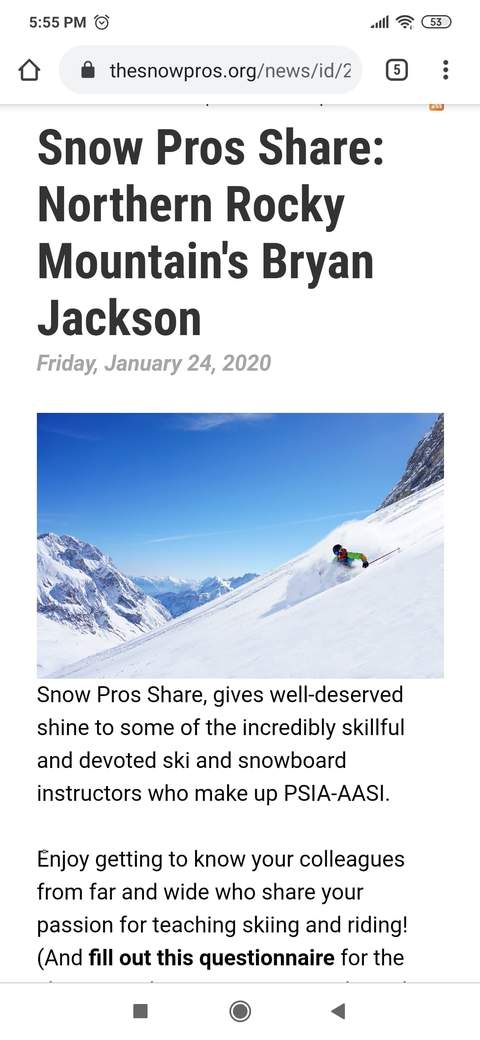 5:55 PM
53
thesnowpros.org/news/id/2
5
Snow Pros Share:
Northern Rocky
Mountain's Bryan
Jackson
Friday, January 24, 2020
Snow Pros Share, gives well-deserved
shine to some of the incredibly skillful
and devoted ski and snowboard
instructors who make up PSIA-AASI.
Enjoy getting to know your colleagues
from far and wide who share your
passion for teaching skiing and riding!
(And fill out this questionnaire for the